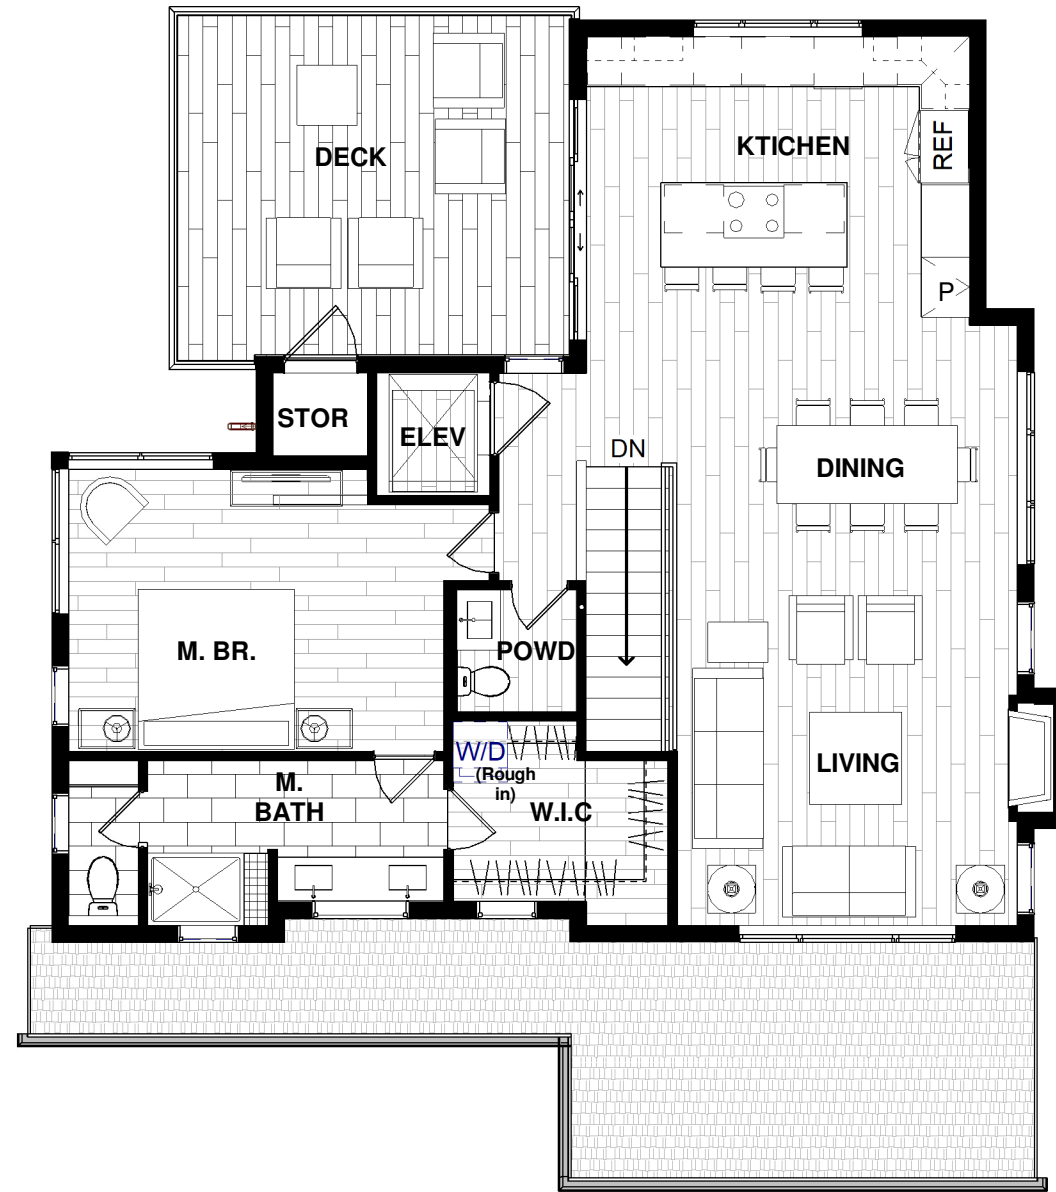 DECK
KTICHEN
REF
P
STOR
ELEV
DN
DINING
M. BR.
POWD
W/D
(Rough
in)
M.
BATH
W.I.C
LIVING